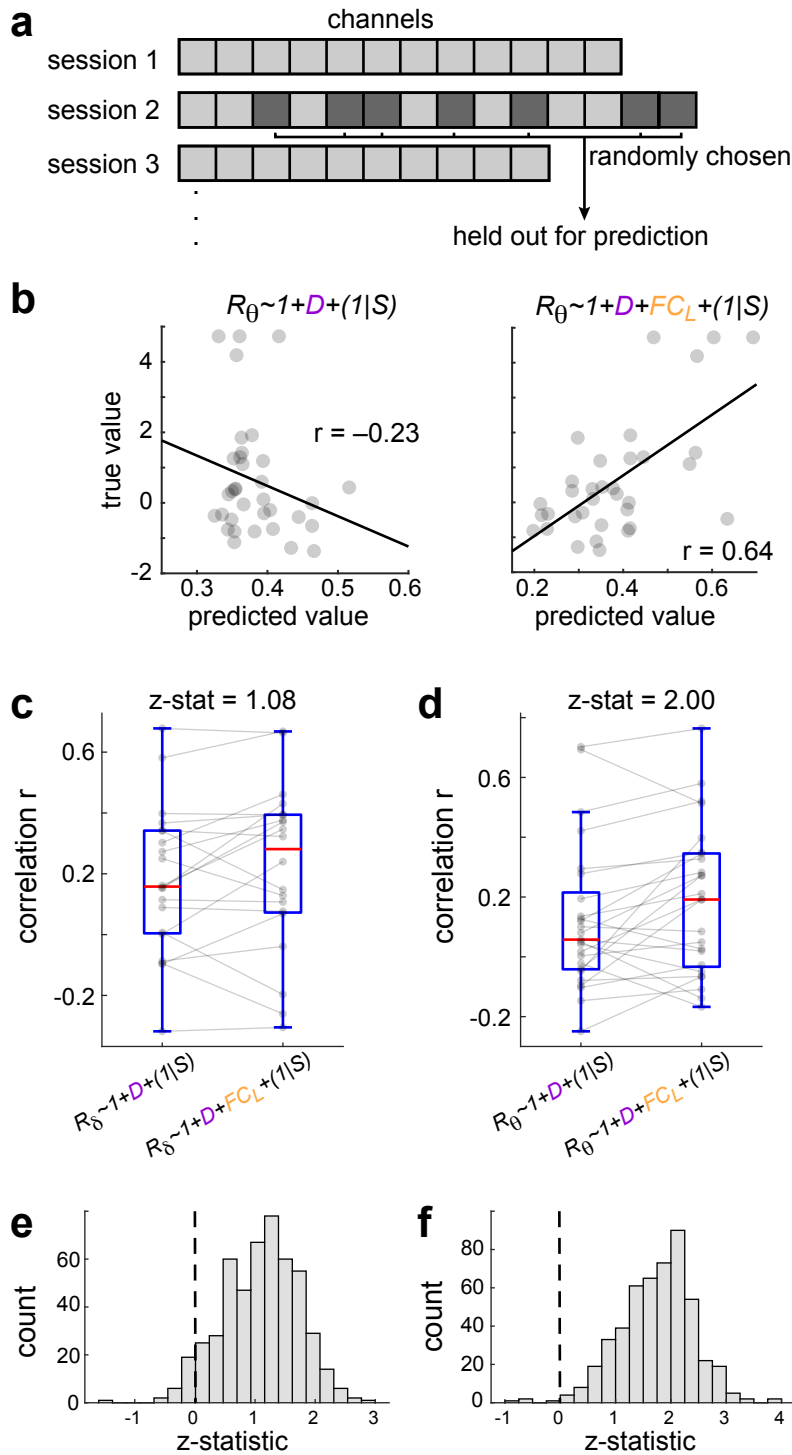 a
channels
session 1
session 2
randomly chosen
session 3
.
.
.
held out for prediction
b
Rθ~1+D+(1|S)
Rθ~1+D+FCL+(1|S)
true value
4
2
0
-2
r = –0.23
r = 0.64
0.3 0.4 0.5 0.6
0.2 0.4 0.6
predicted value
predicted value
c
z-stat = 1.08
correlation r
0.6
0.2
-0.2
Rδ~1+D+(1|S)
Rδ~1+D+FCL+(1|S)
d
z-stat = 2.00
correlation r
0.6
0.2
-0.2
Rθ~1+D+(1|S)
Rθ~1+D+FCL+(1|S)
e
count
60
40
20
0
-1 0 1 2 3
z-statistic
f
count
80
60
40
20
0
-1 0 1 2 3 4
z-statistic